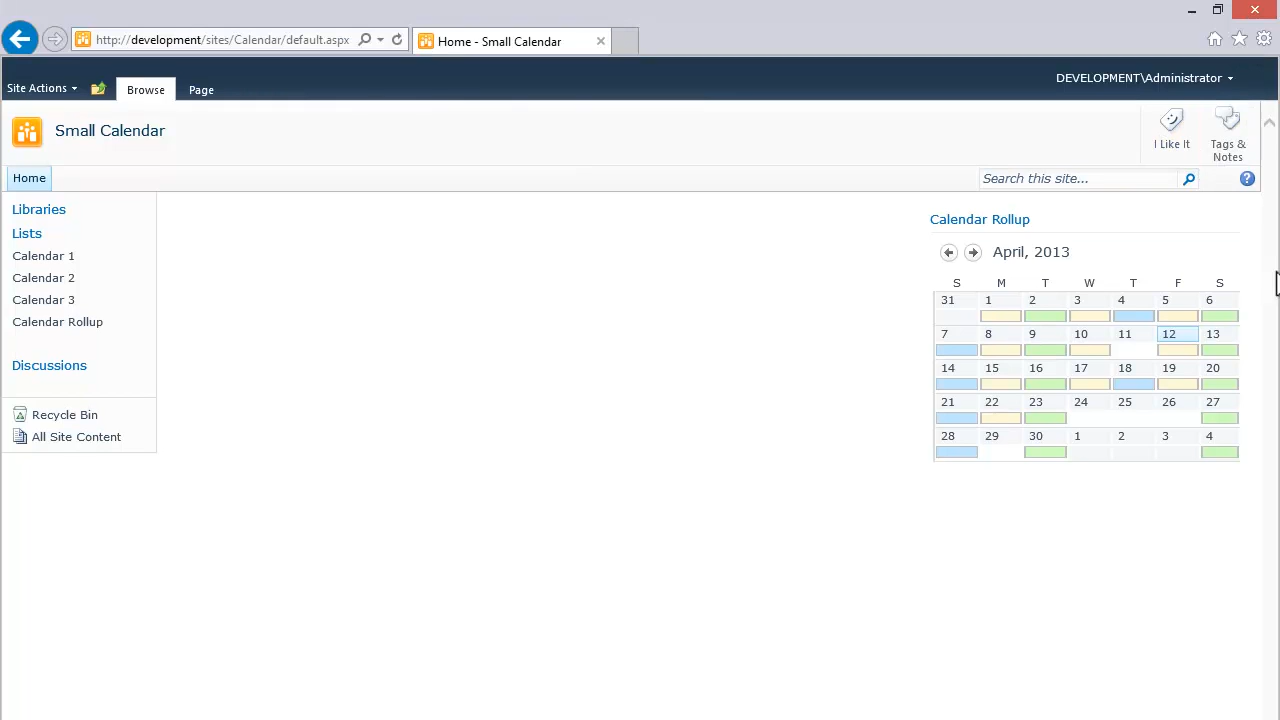 http://development/sites/Calendar/default.aspx
Home - Small Calendar
Site Actions
Browse
Page
DEVELOPMENT\Administrator
Small Calendar
I Like It
Tags &
Notes
Home
Search this site...
Libraries
Lists
Calendar 1
Calendar 2
Calendar 3
Calendar Rollup
Discussions
Recycle Bin
All Site Content
Calendar Rollup
April, 2013
S M T W T F S
31 1 2 3 4 5 6
7 8 9 10 11 12 13
14 15 16 17 18 19 20
21 22 23 24 25 26 27
28 29 30 1 2 3 4